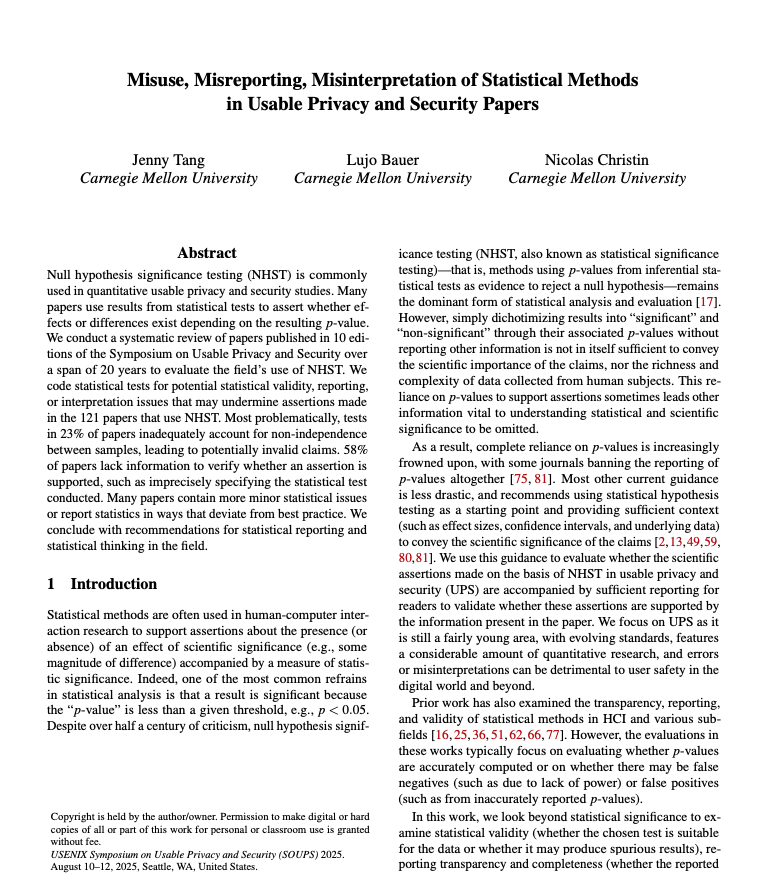 Misuse, Misreporting, Misinterpretation of Statistical Methods
in Usable Privacy and Security Papers
Jenny Tang
Carnegie Mellon University
Lujo Bauer
Carnegie Mellon University
Nicolas Christin
Carnegie Mellon University
Abstract
Null hypothesis significance testing (NHST) is commonly
used in quantitative usable privacy and security studies. Many
papers use results from statistical tests to assert whether ef-
fects or differences exist depending on the resulting p-value.
We conduct a systematic review of papers published in 10 edi-
tions of the Symposium on Usable Privacy and Security over
a span of 20 years to evaluate the field's use of NHST. We
code statistical tests for potential statistical validity, reporting,
or interpretation issues that may undermine assertions made
in the 121 papers that use NHST. Most problematically, tests
in 23% of papers inadequately account for non-independence
between samples, leading to potentially invalid claims. 58%
of papers lack information to verify whether an assertion is
supported, such as imprecisely specifying the statistical test
conducted. Many papers contain more minor statistical issues
or report statistics in ways that deviate from best practice. We
conclude with recommendations for statistical reporting and
statistical thinking in the field.
1 Introduction
Statistical methods are often used in human-computer inter-
action research to support assertions about the presence (or
absence) of an effect of scientific significance (e.g., some
magnitude of difference) accompanied by a measure of statis-
tic significance. Indeed, one of the most common refrains
in statistical analysis is that a result is significant because
the “p-value” is less than a given threshold, e.g., p < 0.05.
Despite over half a century of criticism, null hypothesis signif-
Copyright is held by the author/owner. Permission to make digital or hard
copies of all or part of this work for personal or classroom use is granted
without fee.
USENIX Symposium on Usable Privacy and Security (SOUPS) 2025.
August 10–12, 2025, Seattle, WA, United States.
icance testing (NHST, also known as statistical significance
testing)—that is, methods using p-values from inferential sta-
tistical tests as evidence to reject a null hypothesis—remains
the dominant form of statistical analysis and evaluation [17].
However, simply dichotimizing results into “significant” and
“non-significant” through their associated p-values without
reporting other information is not in itself sufficient to convey
the scientific importance of the claims, nor the richness and
complexity of data collected from human subjects. This re-
liance on p-values to support assertions sometimes leads other
information vital to understanding statistical and scientific
significance to be omitted.
As a result, complete reliance on p-values is increasingly
frowned upon, with some journals banning the reporting of
p-values altogether [75, 81]. Most other current guidance
is less drastic, and recommends using statistical hypothesis
testing as a starting point and providing sufficient context
(such as effect sizes, confidence intervals, and underlying data)
to convey the scientific significance of the claims [2,13,49,59,
80,81]. We use this guidance to evaluate whether the scientific
assertions made on the basis of NHST in usable privacy and
security (UPS) are accompanied by sufficient reporting for
readers to validate whether these assertions are supported by
the information present in the paper. We focus on UPS as it
is still a fairly young area, with evolving standards, features
a considerable amount of quantitative research, and errors
or misinterpretations can be detrimental to user safety in the
digital world and beyond.
Prior work has also examined the transparency, reporting,
and validity of statistical methods in HCI and various sub-
fields [16,25,36,51,62,66,77]. However, the evaluations in
these works typically focus on evaluating whether p-values
are accurately computed or on whether there may be false
negatives (such as due to lack of power) or false positives
(such as from inaccurately reported p-values).
In this work, we look beyond statistical significance to ex-
amine statistical validity (whether the chosen test is suitable
for the data or whether it may produce spurious results), re-
porting transparency and completeness (whether the reported